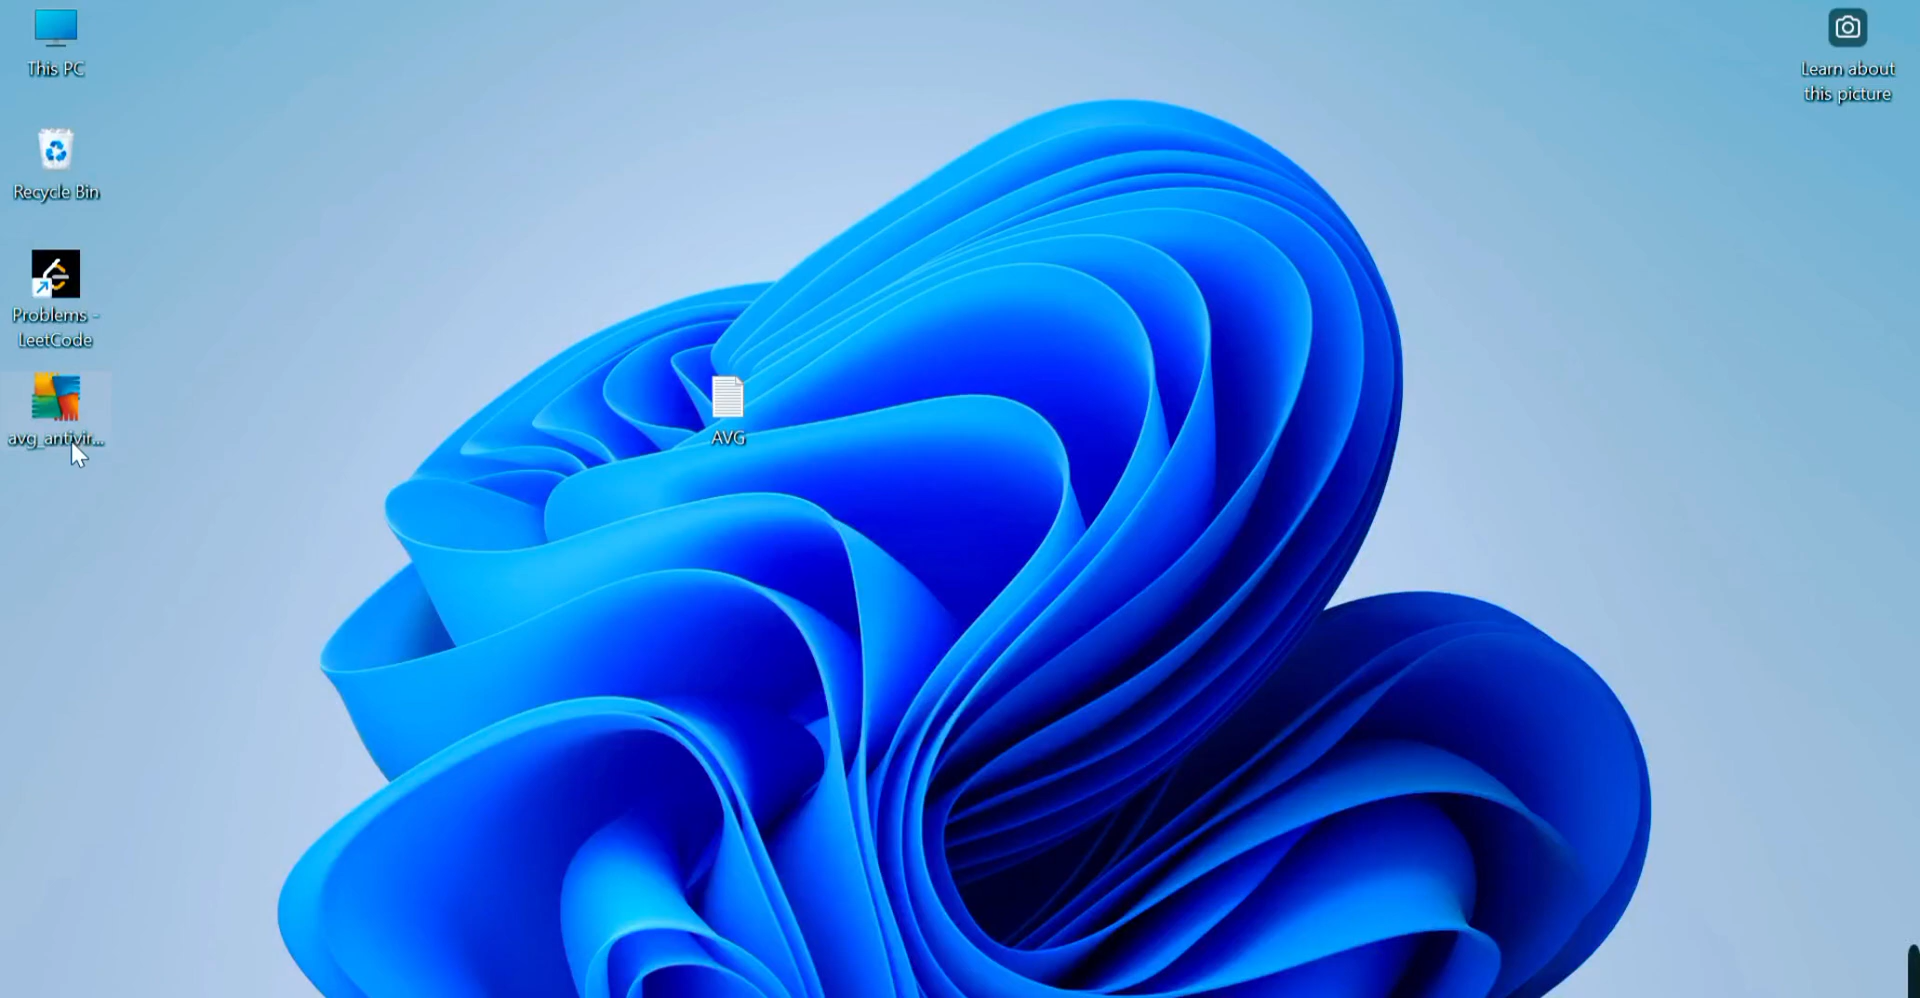 This PC
Learn about
this picture
Recycle Bin
Problems -
LeetCode
avg_antivir...
AVG